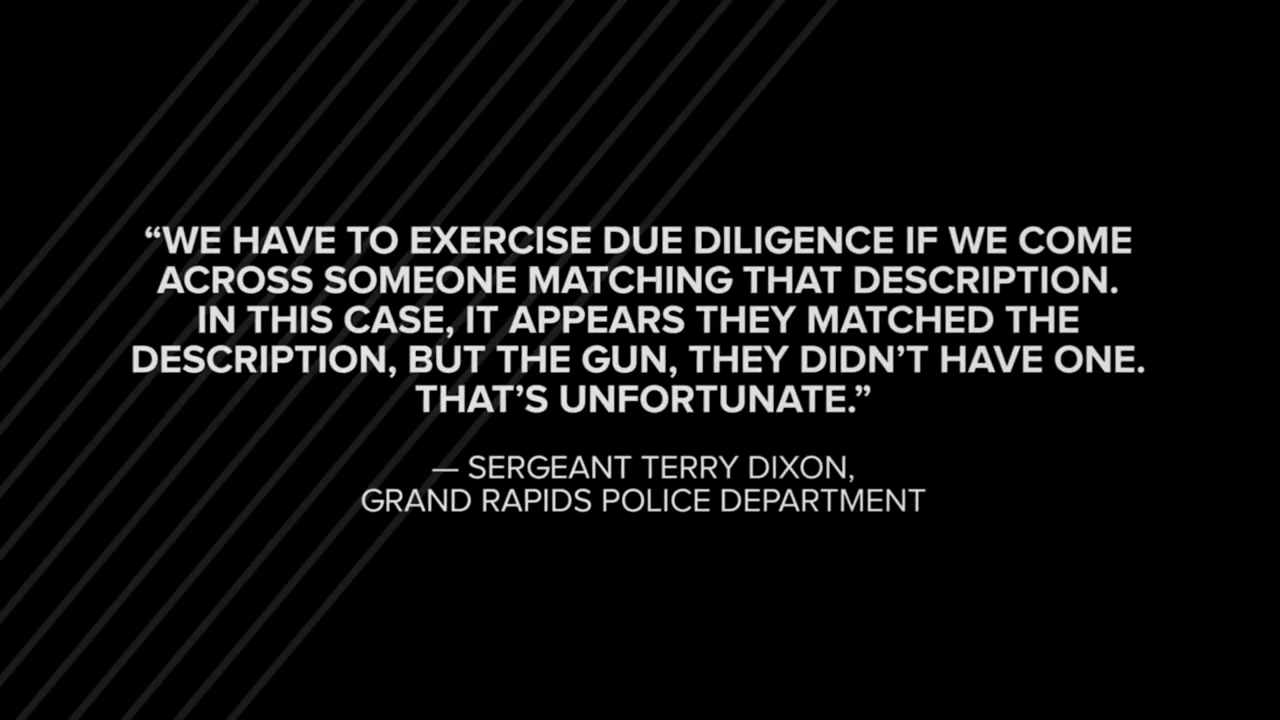 “WE HAVE TO EXERCISE DUE DILIGENCE IF WE COME
ACROSS SOMEONE MATCHING THAT DESCRIPTION.
IN THIS CASE, IT APPEARS THEY MATCHED THE
DESCRIPTION, BUT THE GUN, THEY DIDN’T HAVE ONE.
THAT’S UNFORTUNATE.”
— SERGEANT TERRY DIXON,
GRAND RAPIDS POLICE DEPARTMENT